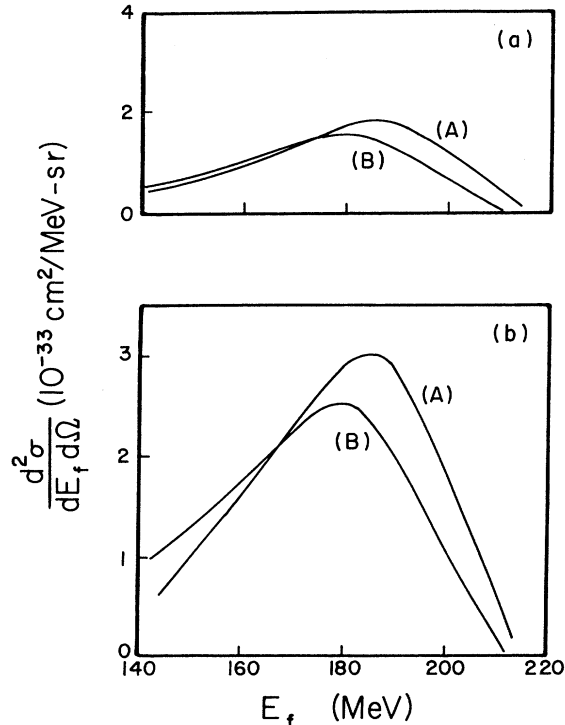 4
(a)
2
(A)
(B)
0
d²σ/dE_f dΩ (10⁻³³ cm²/MeV-sr)
(b)
3
(A)
(B)
2
1
0
140 160 180 200 220
E_f (MeV)